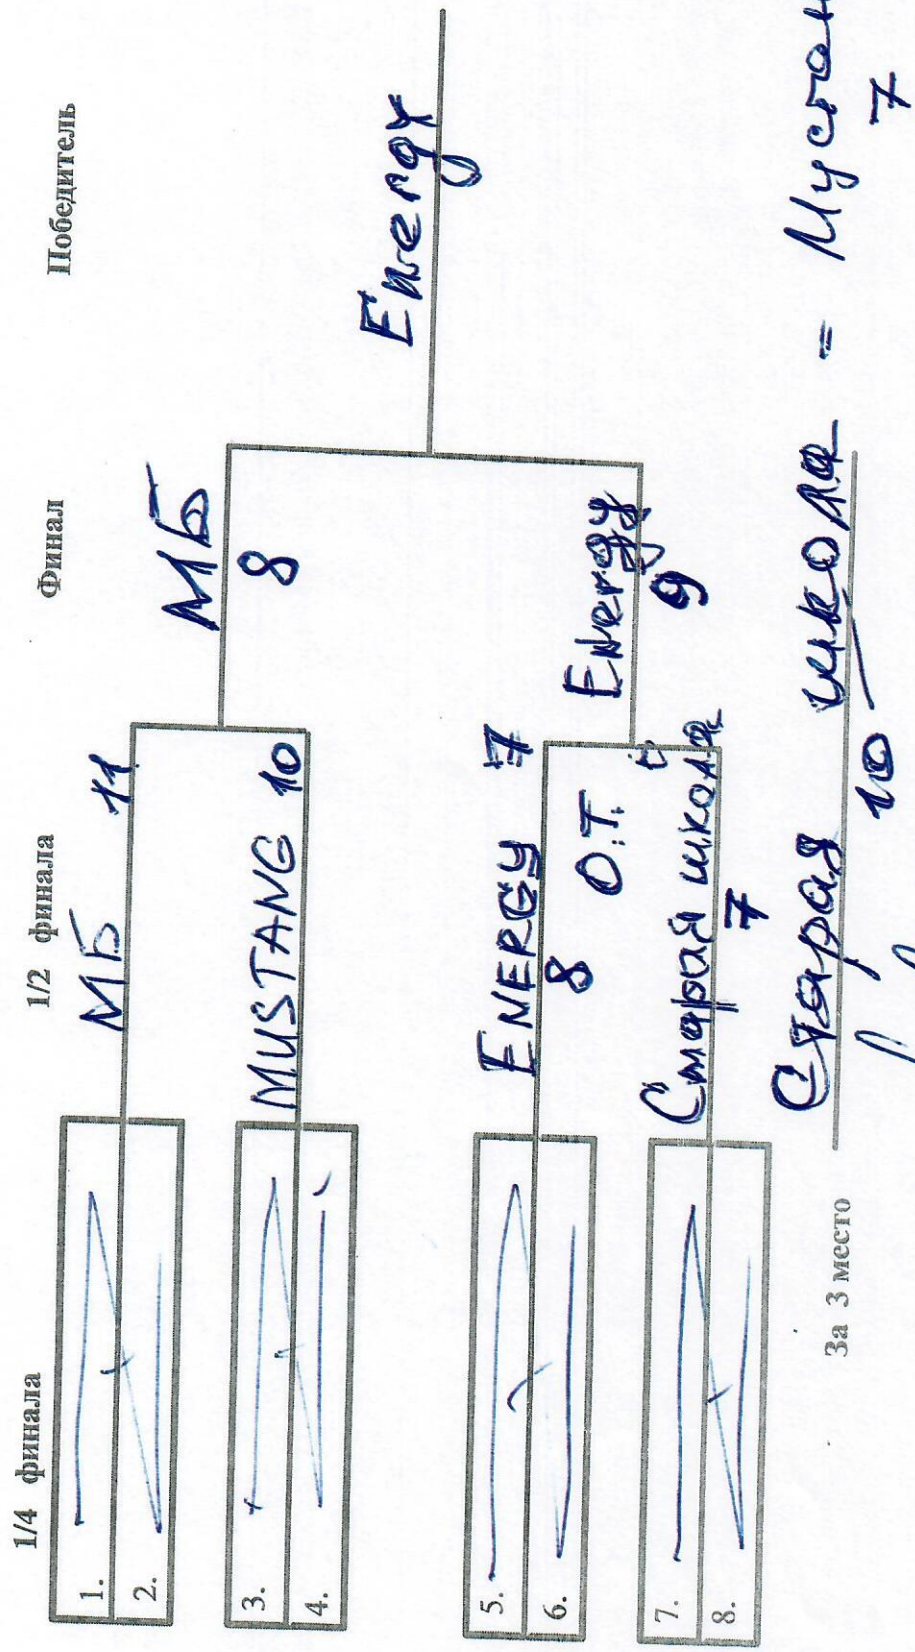 1/4 финала 1/2 финала Финал Победитель
1.
2.
МБ 11
3.
4.
MUSTANG 10
МБ
8
5.
6.
ENERGY 7
8 О.Т.
7.
8.
Старая школа
7
Energy
9
Energy
За 3 место Старая школа =
10 7